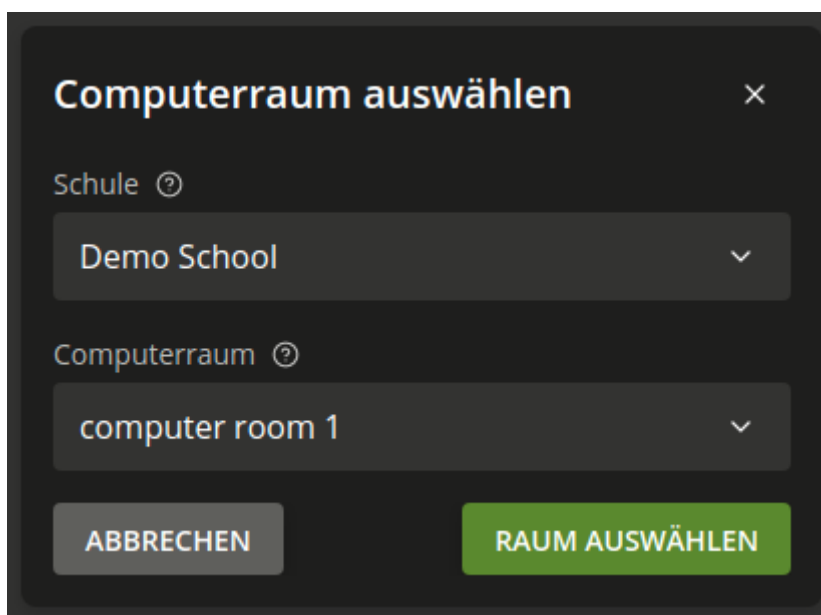 Computerraum auswählen
Schule
Demo School
Computerraum
computer room 1
ABBRECHEN
RAUM AUSWÄHLEN